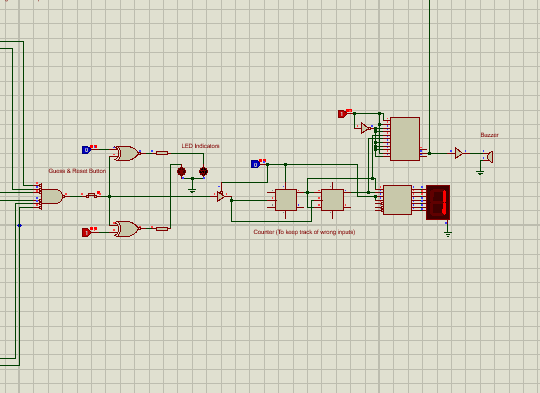 Buzzer
LED Indicators
Guess & Reset Button
Counter (To keep track of wrong inputs)